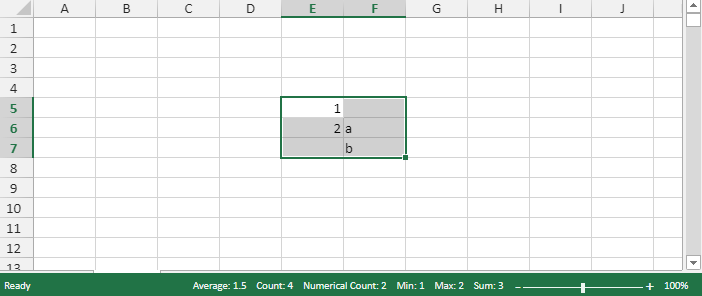 A B C D E F G H I J
1
2
3
4
5 1
6 2 a
7 b
8
9
10
11
12
13
Ready Average: 1.5 Count: 4 Numerical Count: 2 Min: 1 Max: 2 Sum: 3 – + 100%